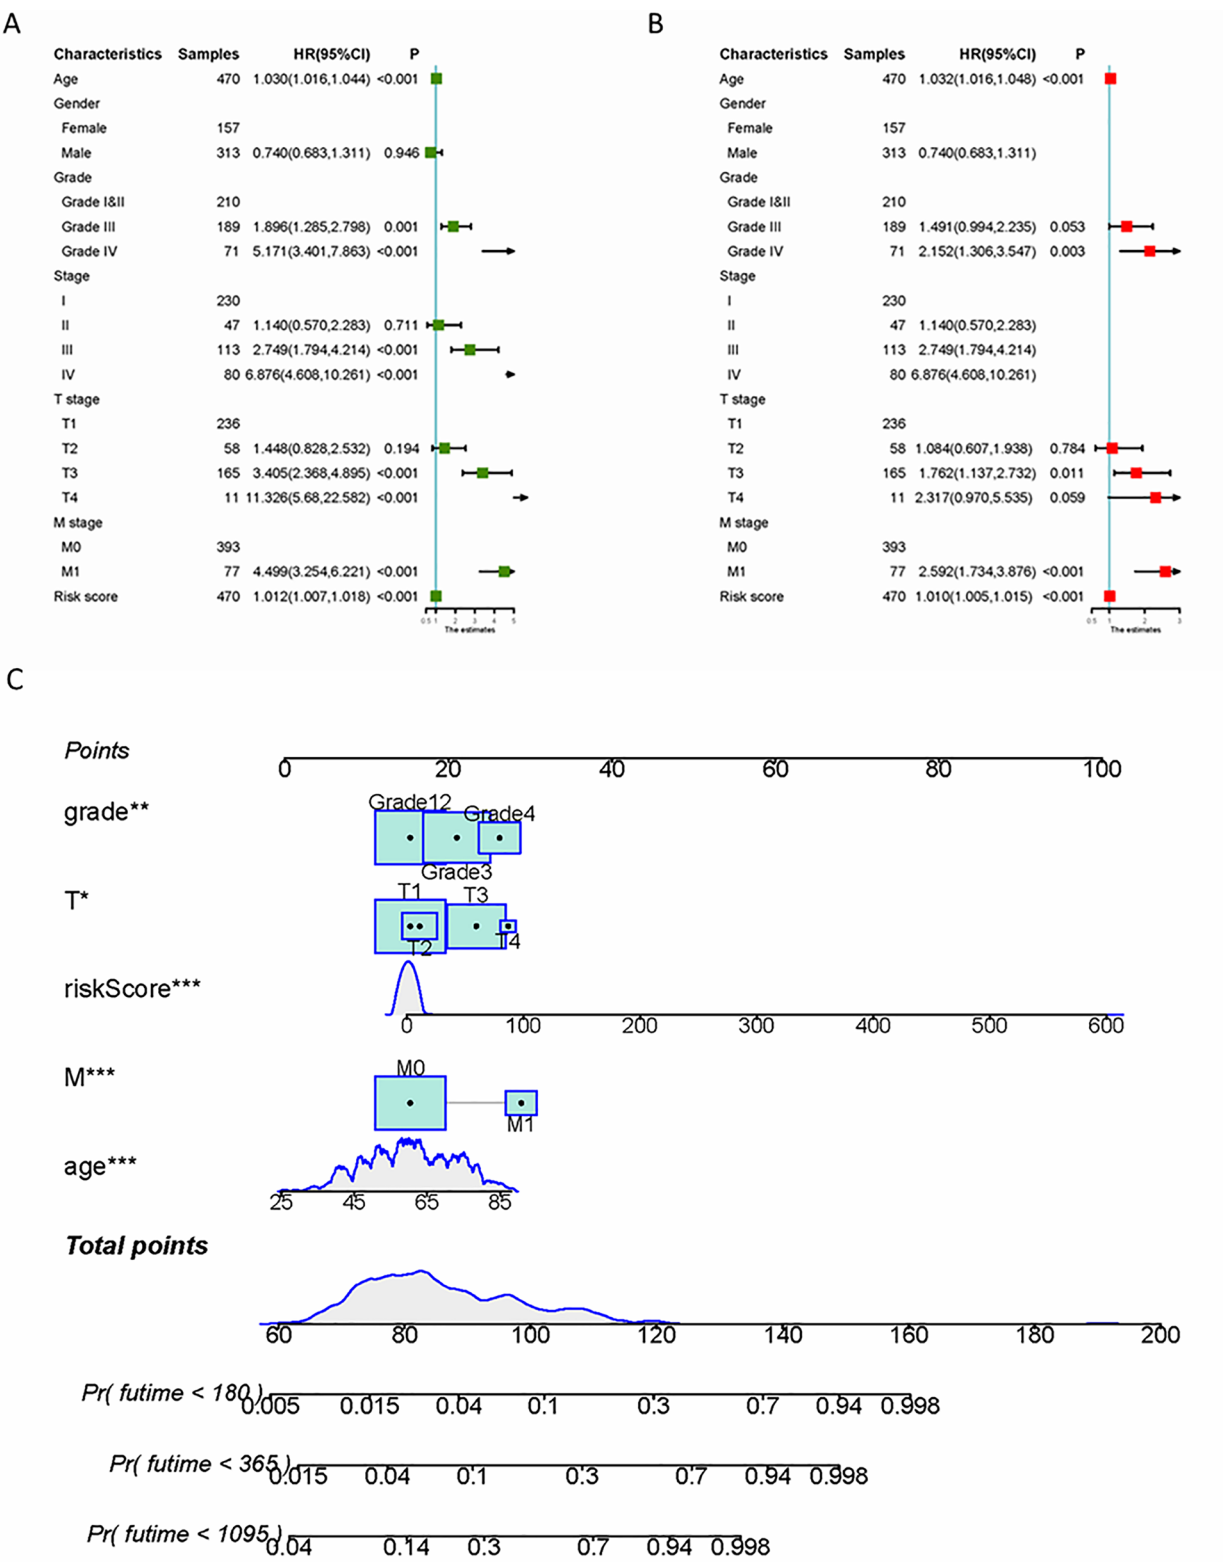 A
Characteristics Samples HR(95%CI) P
Age 470 1.030(1.016,1.044) <0.001
Gender
Female 157
Male 313 0.740(0.683,1.311) 0.946
Grade
Grade I&II 210
Grade III 189 1.896(1.285,2.798) 0.001
Grade IV 71 5.171(3.401,7.863) <0.001
Stage
I 230
II 47 1.140(0.570,2.283) 0.711
III 113 2.749(1.794,4.214) <0.001
IV 80 6.876(4.608,10.261) <0.001
T stage
T1 236
T2 58 1.448(0.828,2.532) 0.194
T3 165 3.405(2.368,4.895) <0.001
T4 11 11.326(5.68,22.582) <0.001
M stage
M0 393
M1 77 4.499(3.254,6.221) <0.001
Risk score 470 1.012(1.007,1.018) <0.001
0.5 1 2 3 4 5
The estimates
B
Characteristics Samples HR(95%CI) P
Age 470 1.032(1.016,1.048) <0.001
Gender
Female 157
Male 313 0.740(0.683,1.311)
Grade
Grade I&II 210
Grade III 189 1.491(0.994,2.235) 0.053
Grade IV 71 2.152(1.306,3.547) 0.003
Stage
I 230
II 47 1.140(0.570,2.283)
III 113 2.749(1.794,4.214)
IV 80 6.876(4.608,10.261)
T stage
T1 236
T2 58 1.084(0.607,1.938) 0.784
T3 165 1.762(1.137,2.732) 0.011
T4 11 2.317(0.970,5.535) 0.059
M stage
M0 393
M1 77 2.592(1.734,3.876) <0.001
Risk score 470 1.010(1.005,1.015) <0.001
0.5 1 2 3
The estimates
C
Points
0 20 40 60 80 100
grade**
Grade12 Grade4
Grade3
T*
T1 T3
T2 T4
riskScore***
0 100 200 300 400 500 600
M***
M0
M1
age***
25 45 65 85
Total points
60 80 100 120 140 160 180 200
Pr( futime < 180 )
0.005 0.015 0.04 0.1 0.3 0.7 0.94 0.998
Pr( futime < 365 )
0.015 0.04 0.1 0.3 0.7 0.94 0.998
Pr( futime < 1095 )
0.04 0.14 0.3 0.7 0.94 0.998